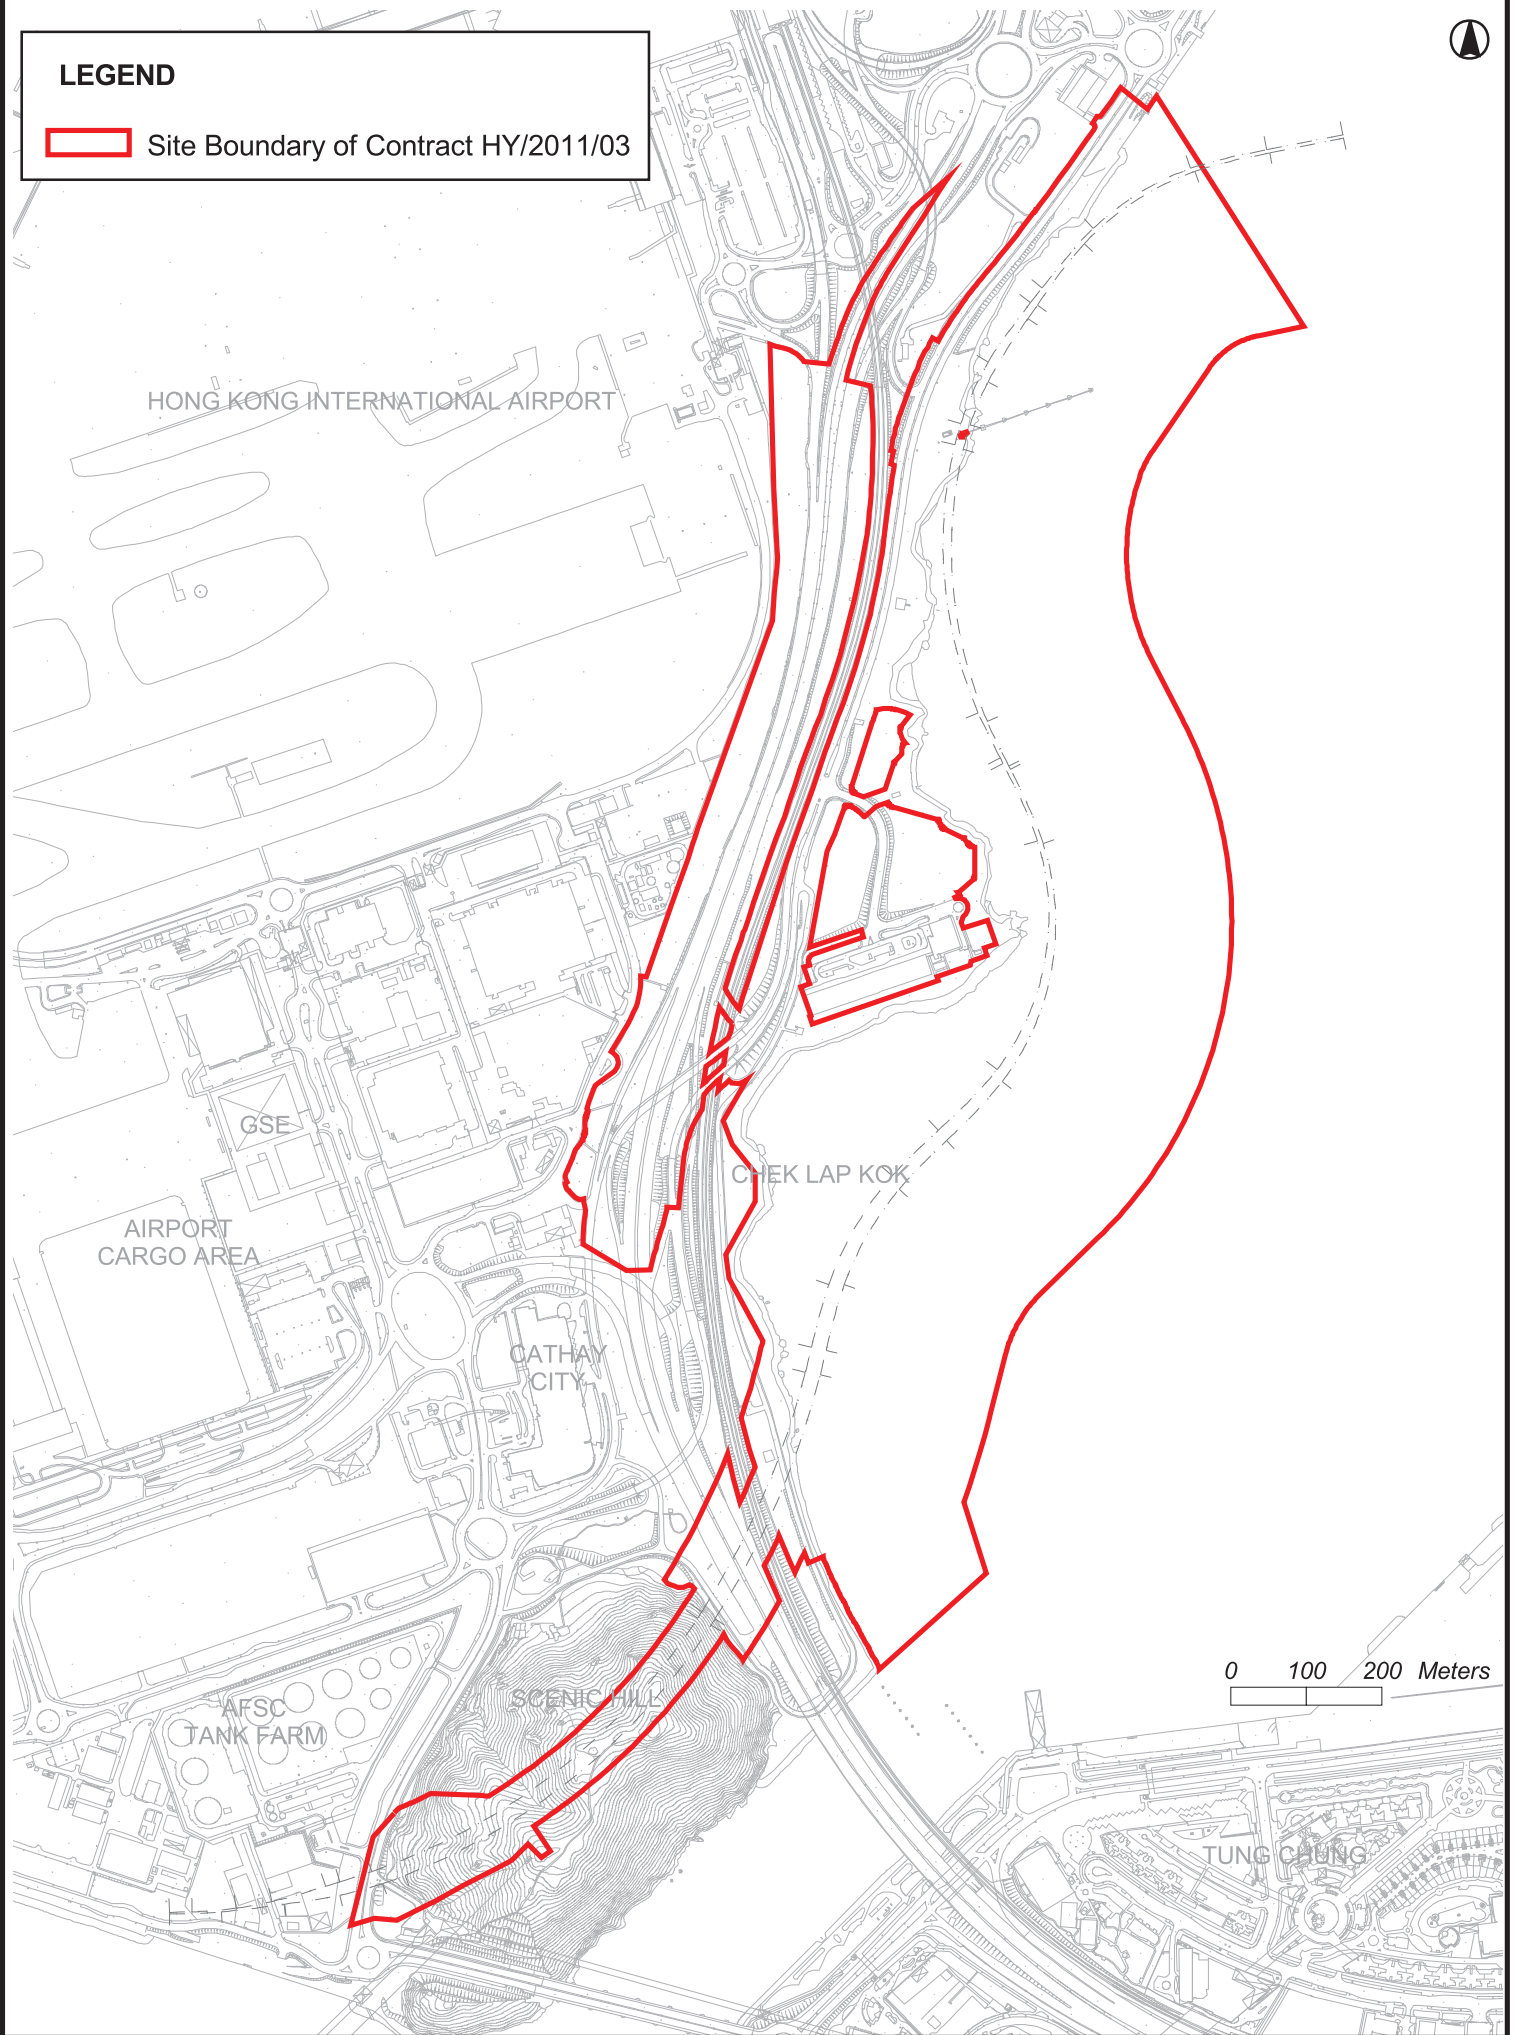 LEGEND
Site Boundary of Contract HY/2011/03
HONG KONG INTERNATIONAL AIRPORT
GSE
CHEK LAP KOK
AIRPORT
CARGO AREA
CATHAY
CITY
SCENIC HILL
AFSC
TANK FARM
0 100 200 Meters
TUNG CHUNG